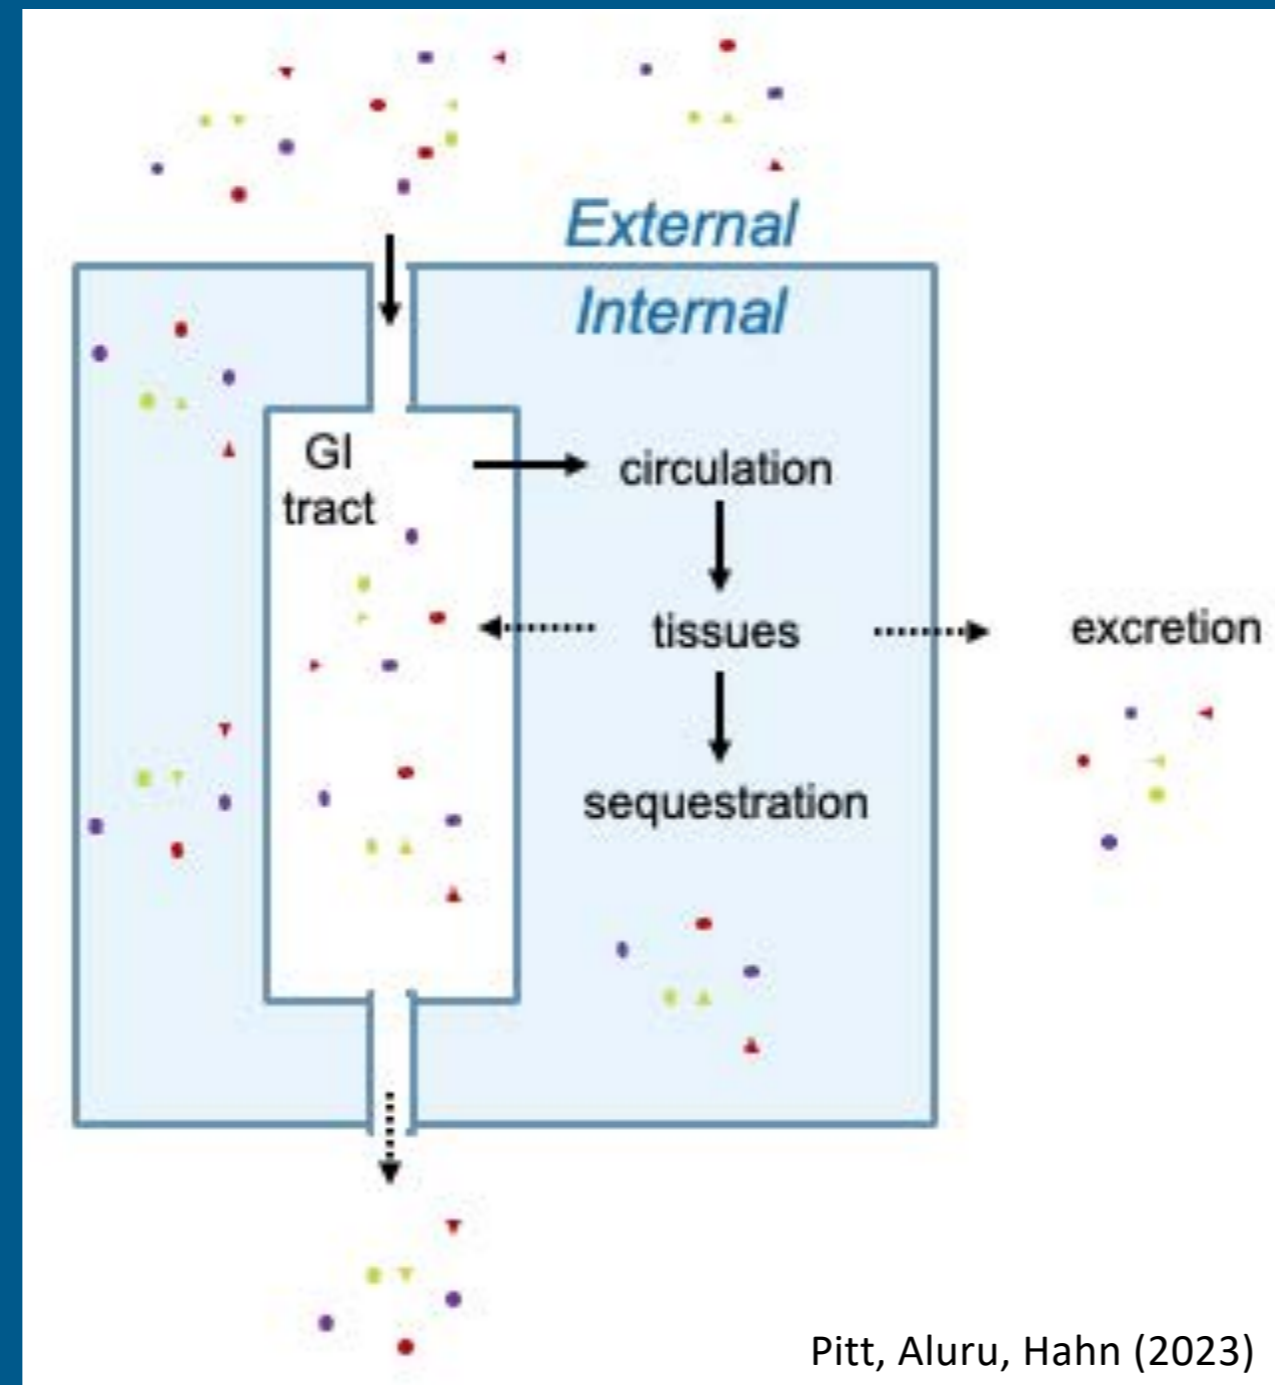 External
Internal
GI
tract
circulation
tissues
excretion
sequestration
Pitt, Aluru, Hahn (2023)